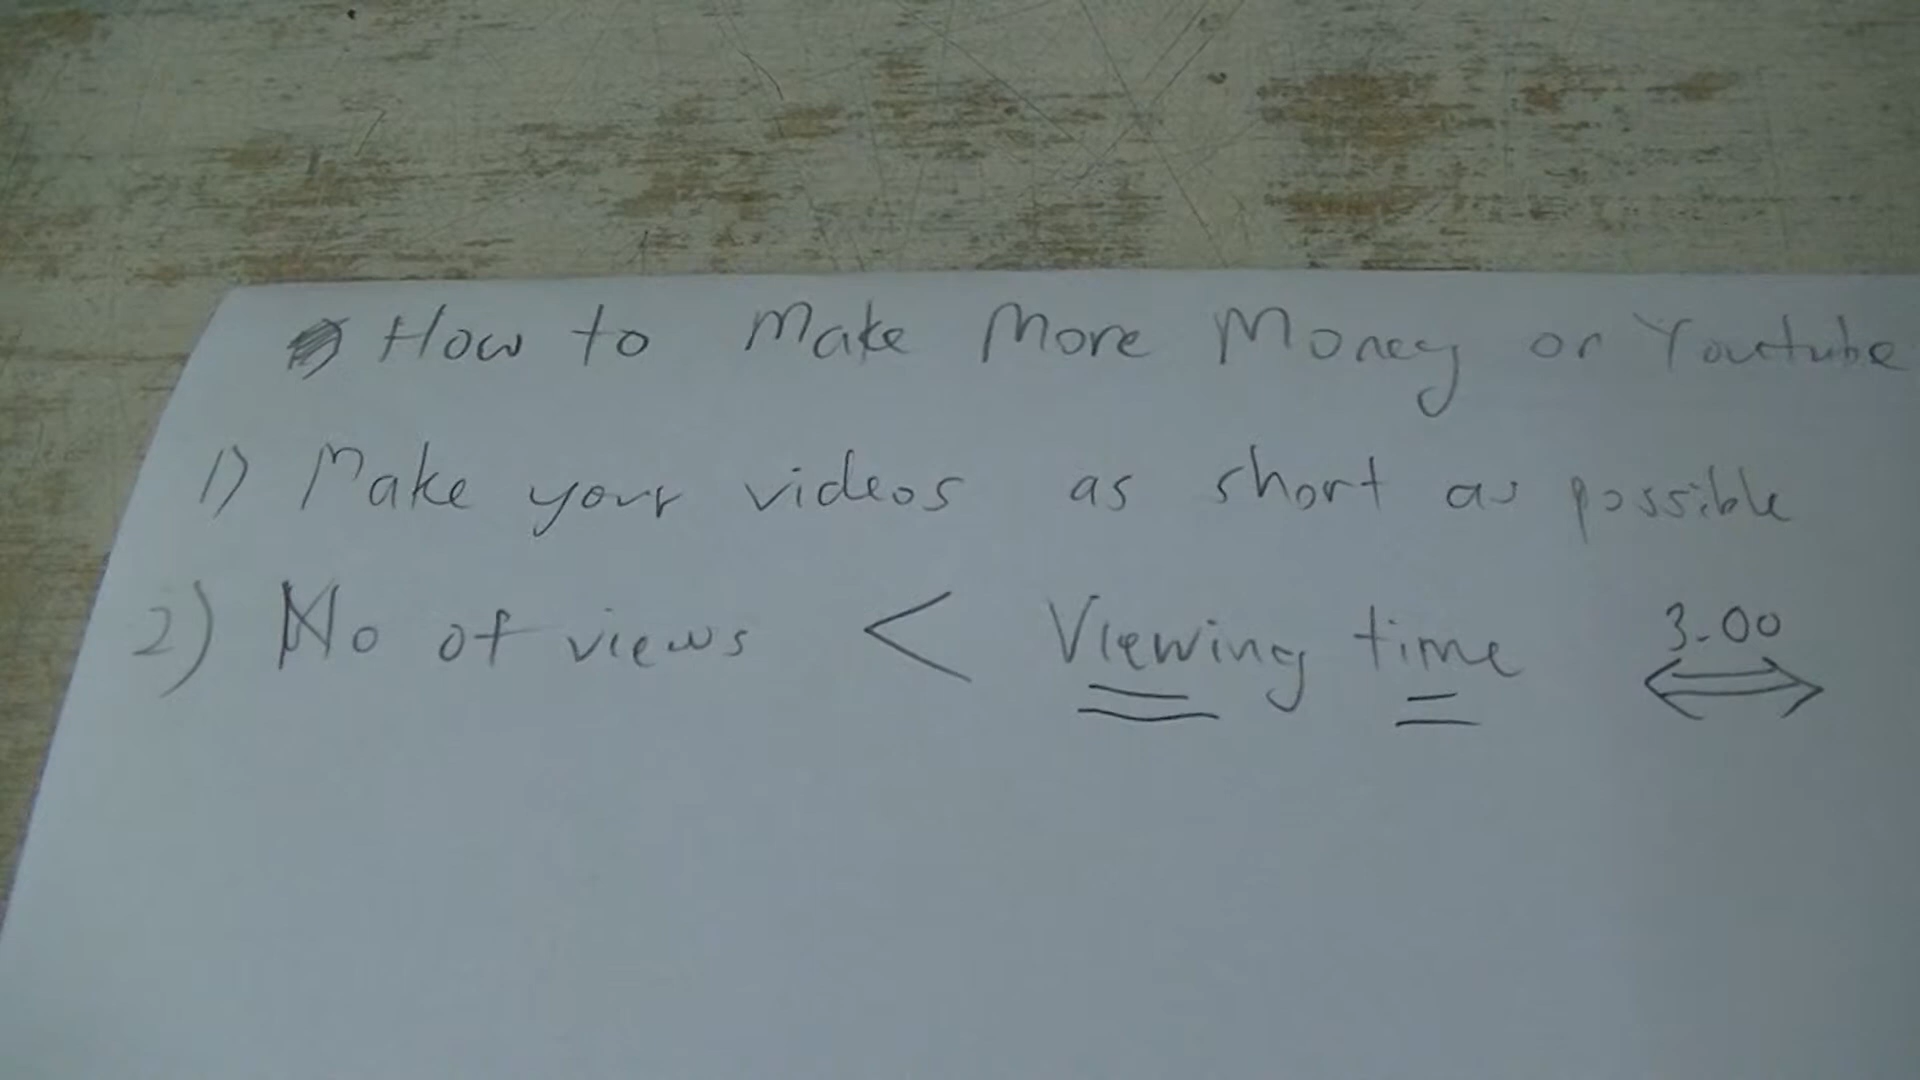 How to Make More Money on Youtube
1) Make your videos as short as possible
2) No of views < Viewing time 3.00